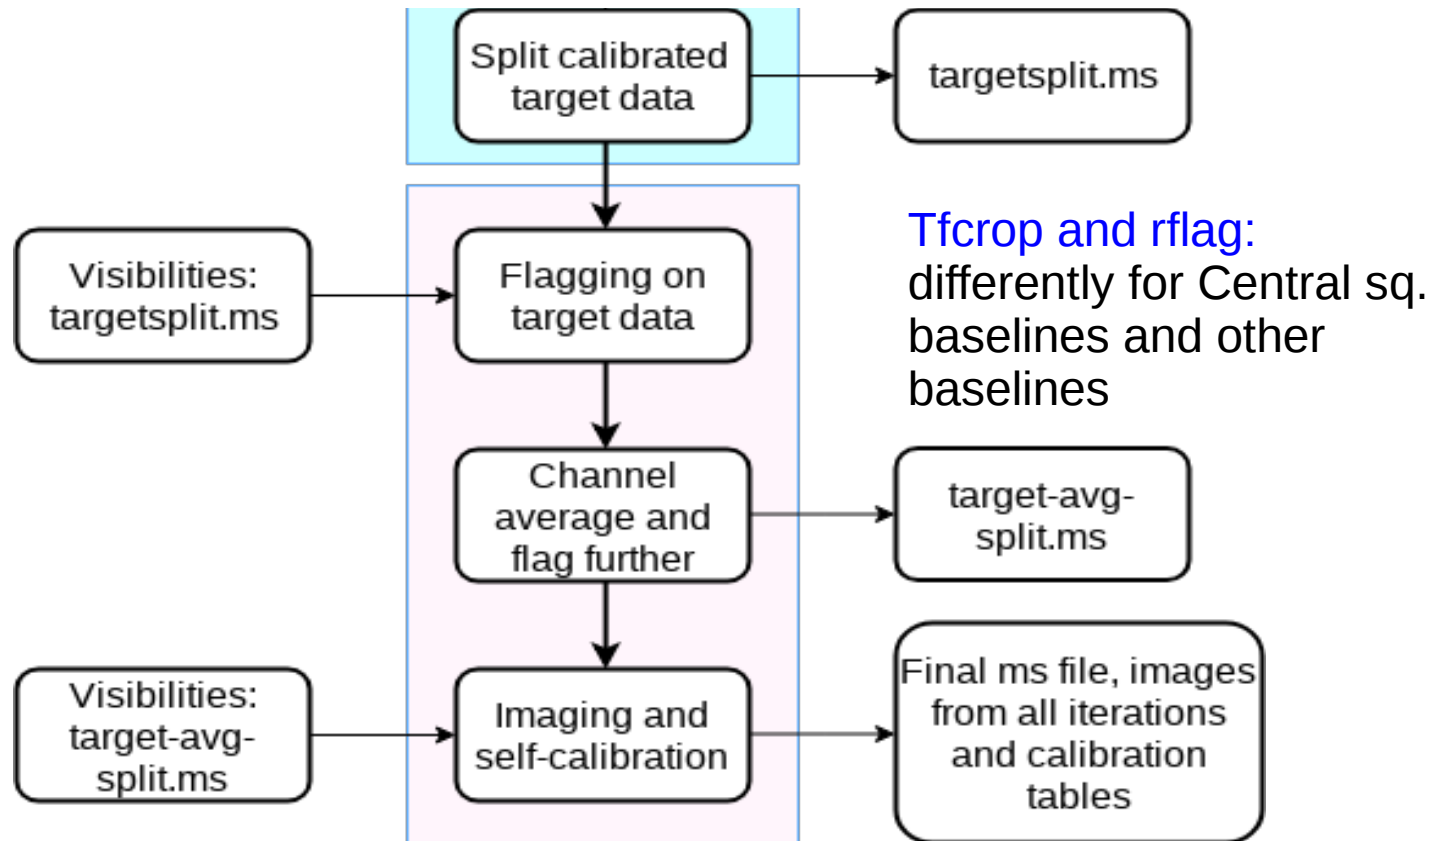 Split calibrated
target data
targetsplit.ms
Visibilities:
targetsplit.ms
Flagging on
target data
Tfcrop and rflag:
differently for Central sq.
baselines and other
baselines
Channel
average and
flag further
target-avg-
split.ms
Visibilities:
target-avg-
split.ms
Imaging and
self-calibration
Final ms file, images
from all iterations
and calibration
tables